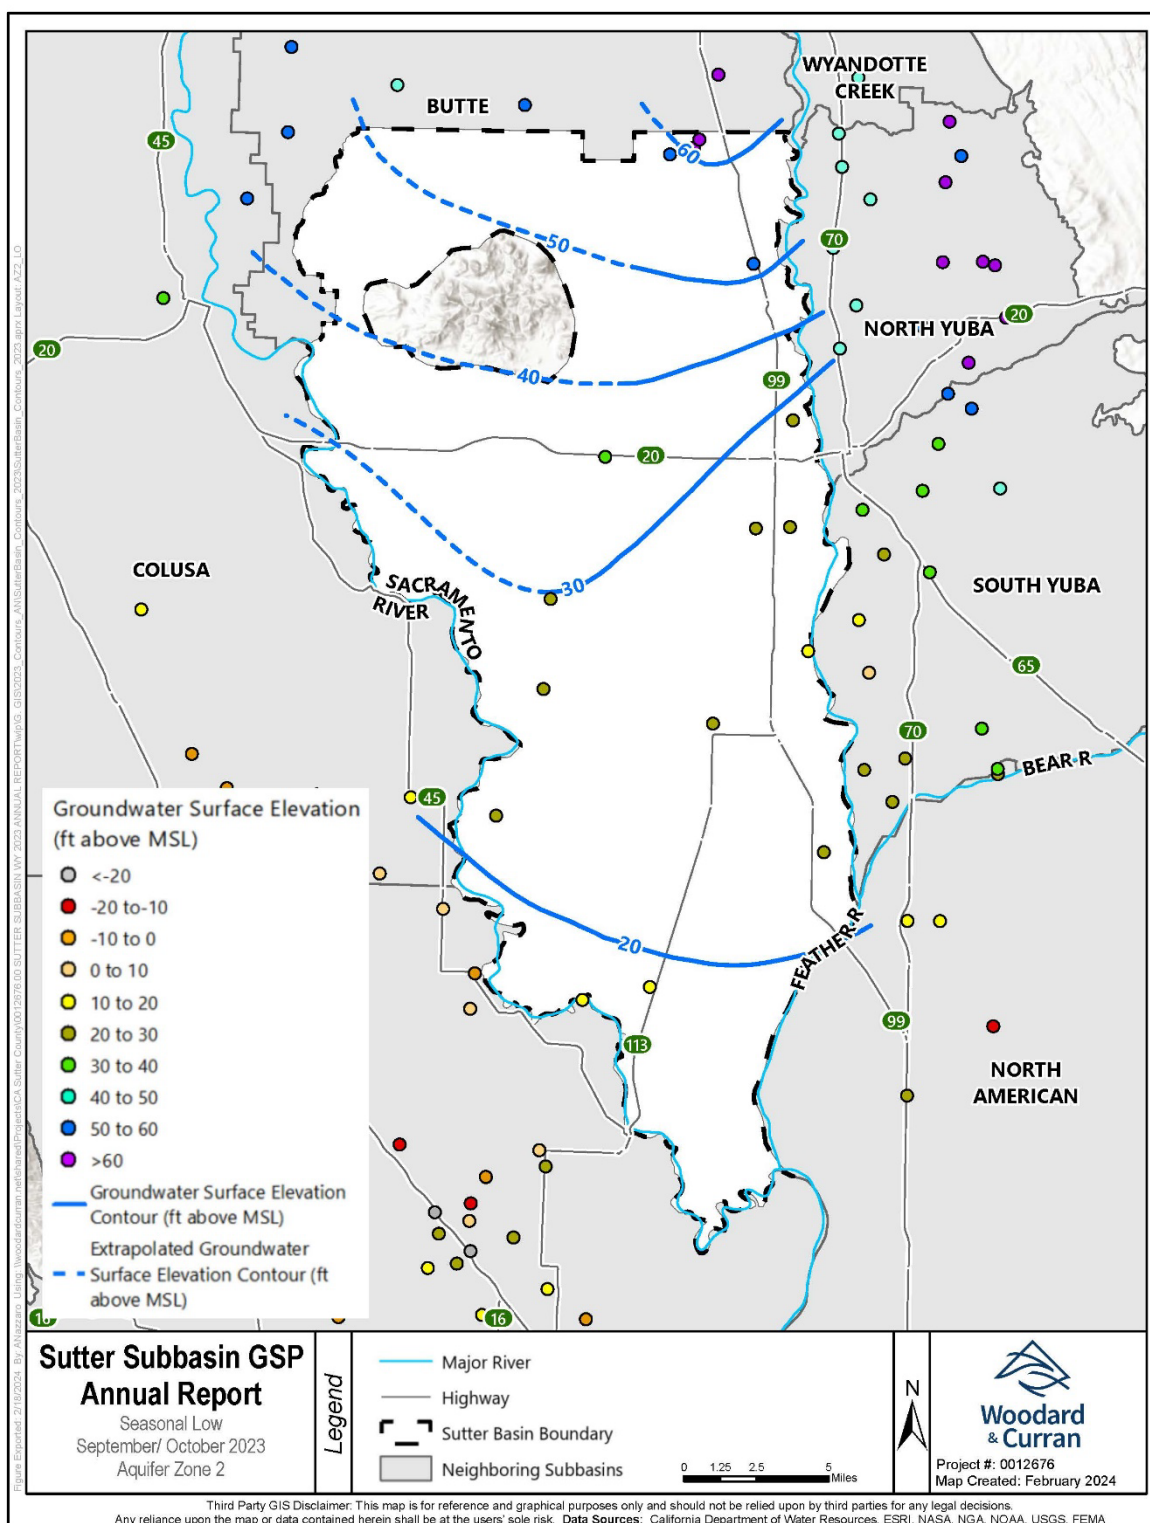 WYANDOTTE
CREEK
BUTTE
45
60
50
70
NORTH YUBA
20
20
40
99
20
30
COLUSA
SACRAMENTO
RIVER
SOUTH YUBA
65
70
BEAR R
45
20
FEATHER R
99
113
NORTH
AMERICAN
16
16
Groundwater Surface Elevation
(ft above MSL)
<-20
-20 to-10
-10 to 0
0 to 10
10 to 20
20 to 30
30 to 40
40 to 50
50 to 60
>60
Groundwater Surface Elevation
Contour (ft above MSL)
Extrapolated Groundwater
Surface Elevation Contour (ft
above MSL)
Sutter Subbasin GSP
Annual Report
Seasonal Low
September/ October 2023
Aquifer Zone 2
Legend
Major River
Highway
Sutter Basin Boundary
Neighboring Subbasins
0 1.25 2.5 5
Miles
N
Woodard
& Curran
Project #: 0012676
Map Created: February 2024
Third Party GIS Disclaimer: This map is for reference and graphical purposes only and should not be relied upon by third parties for any legal decisions.
Any reliance upon the map or data contained herein shall be at the users' sole risk. Data Sources: California Department of Water Resources, ESRI, NASA, NGA, NOAA, USGS, FEMA